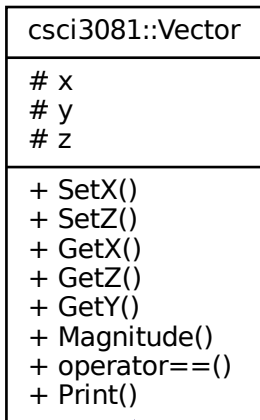 csci3081::Vector
# x
# y
# z
+ SetX()
+ SetZ()
+ GetX()
+ GetZ()
+ GetY()
+ Magnitude()
+ operator==()
+ Print()